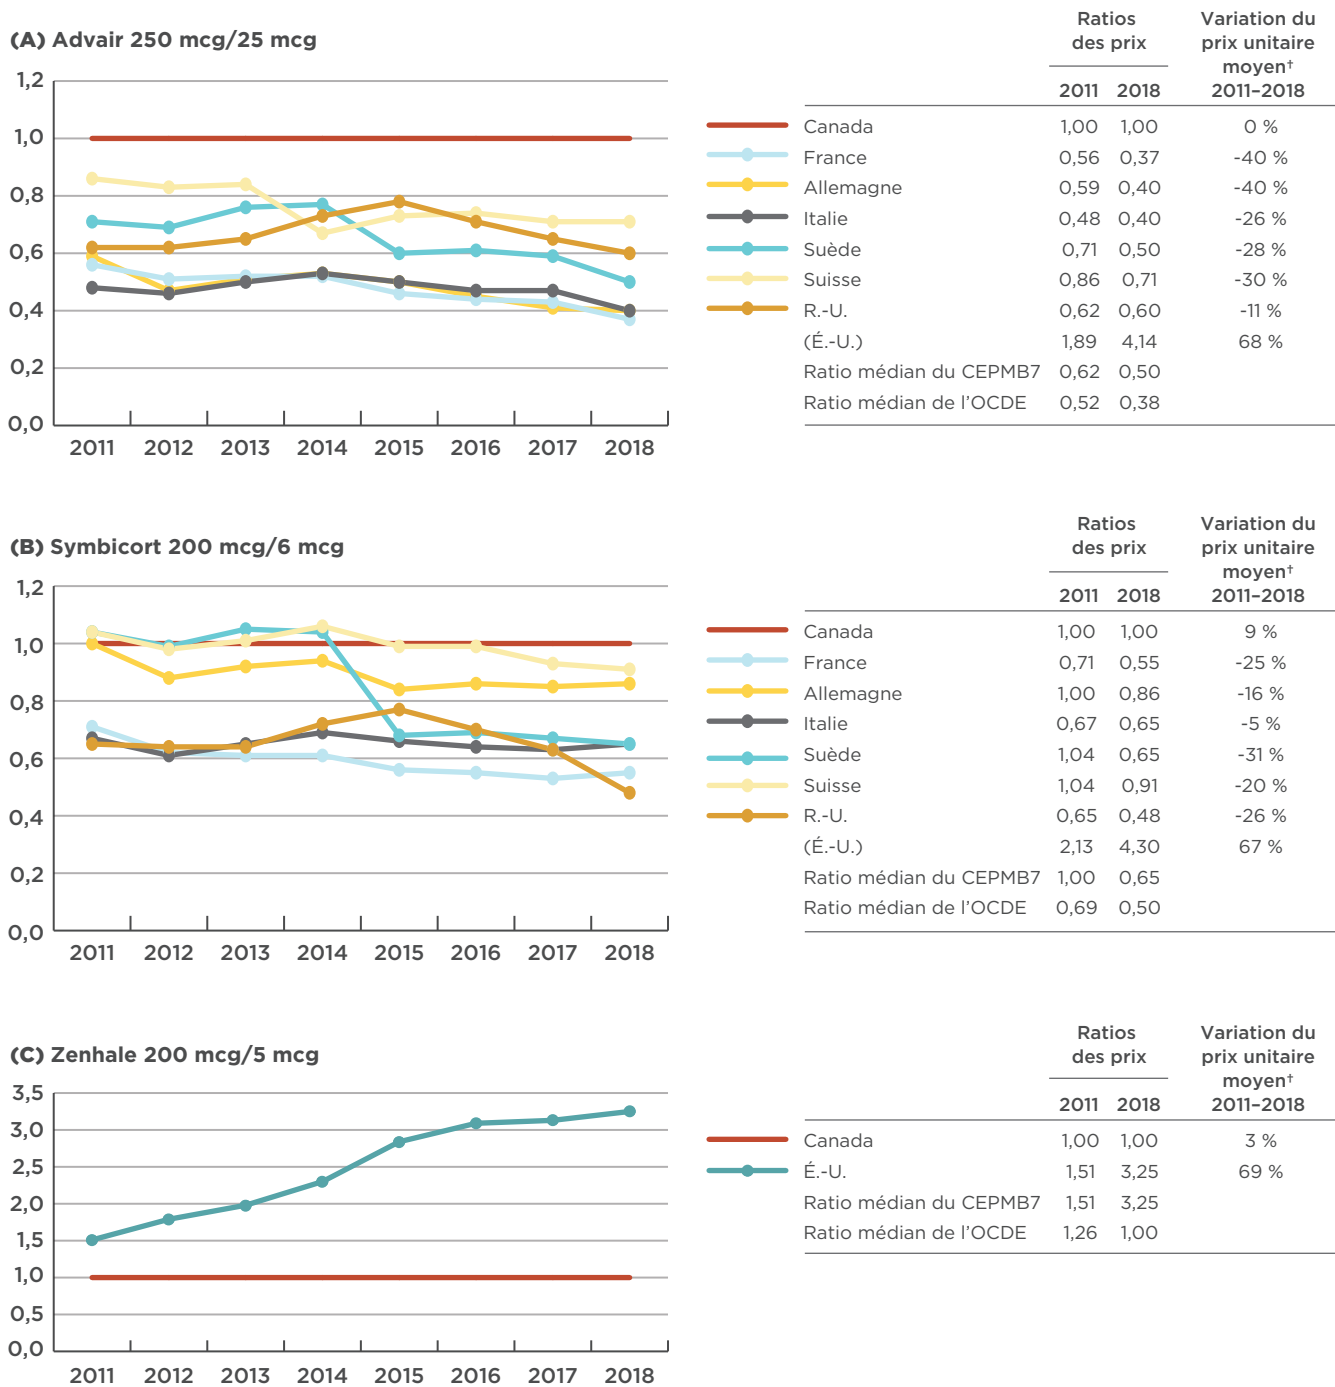 (A) Advair 250 mcg/25 mcg
1,2
1,0
0,8
0,6
0,4
0,2
0,0
2011 2012 2013 2014 2015 2016 2017 2018
Ratios des prix
Variation du prix unitaire moyen†
2011 2018 2011–2018
Canada 1,00 1,00 0 %
France 0,56 0,37 -40 %
Allemagne 0,59 0,40 -40 %
Italie 0,48 0,40 -26 %
Suède 0,71 0,50 -28 %
Suisse 0,86 0,71 -30 %
R.-U. 0,62 0,60 -11 %
(É.-U.) 1,89 4,14 68 %
Ratio médian du CEPMB7 0,62 0,50
Ratio médian de l'OCDE 0,52 0,38
(B) Symbicort 200 mcg/6 mcg
1,2
1,0
0,8
0,6
0,4
0,2
0,0
2011 2012 2013 2014 2015 2016 2017 2018
Ratios des prix
Variation du prix unitaire moyen†
2011 2018 2011–2018
Canada 1,00 1,00 9 %
France 0,71 0,55 -25 %
Allemagne 1,00 0,86 -16 %
Italie 0,67 0,65 -5 %
Suède 1,04 0,65 -31 %
Suisse 1,04 0,91 -20 %
R.-U. 0,65 0,48 -26 %
(É.-U.) 2,13 4,30 67 %
Ratio médian du CEPMB7 1,00 0,65
Ratio médian de l'OCDE 0,69 0,50
(C) Zenhale 200 mcg/5 mcg
3,5
3,0
2,5
2,0
1,5
1,0
0,5
0,0
2011 2012 2013 2014 2015 2016 2017 2018
Ratios des prix
Variation du prix unitaire moyen†
2011 2018 2011–2018
Canada 1,00 1,00 3 %
É.-U. 1,51 3,25 69 %
Ratio médian du CEPMB7 1,51 3,25
Ratio médian de l'OCDE 1,26 1,00